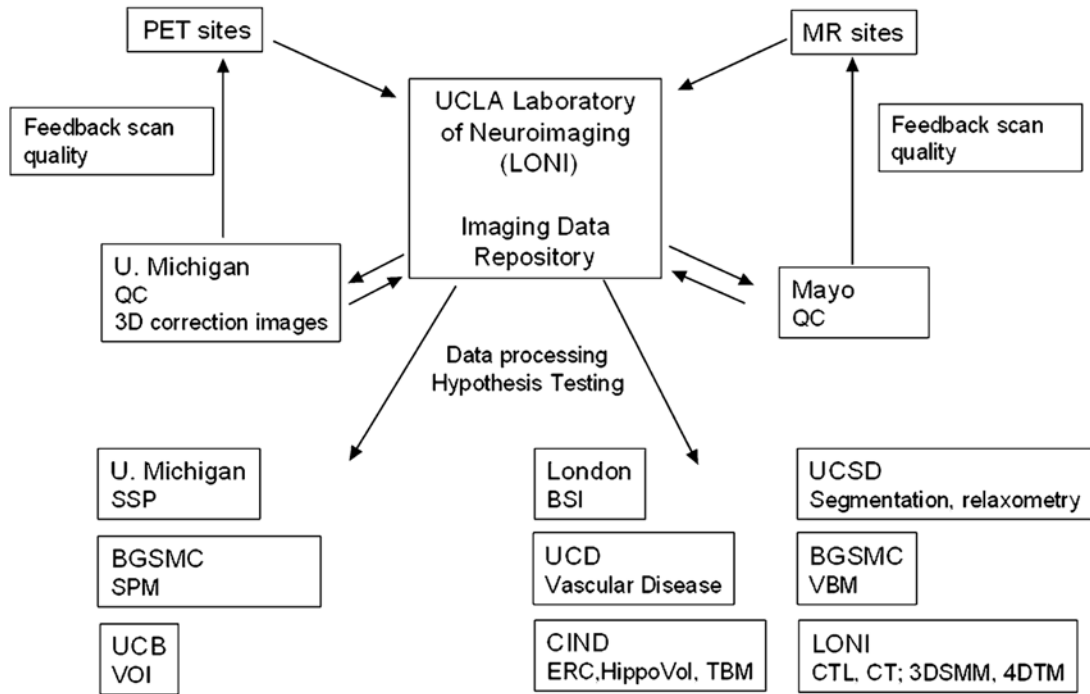 PET sites
MR sites
UCLA Laboratory
of Neuroimaging
(LONI)
Imaging Data
Repository
Feedback scan
quality
Feedback scan
quality
U. Michigan
QC
3D correction images
Mayo
QC
Data processing
Hypothesis Testing
U. Michigan
SSP
BGSMC
SPM
UCB
VOI
London
BSI
UCD
Vascular Disease
CIND
ERC,HippoVol, TBM
UCSD
Segmentation, relaxometry
BGSMC
VBM
LONI
CTL, CT; 3DSMM, 4DTM